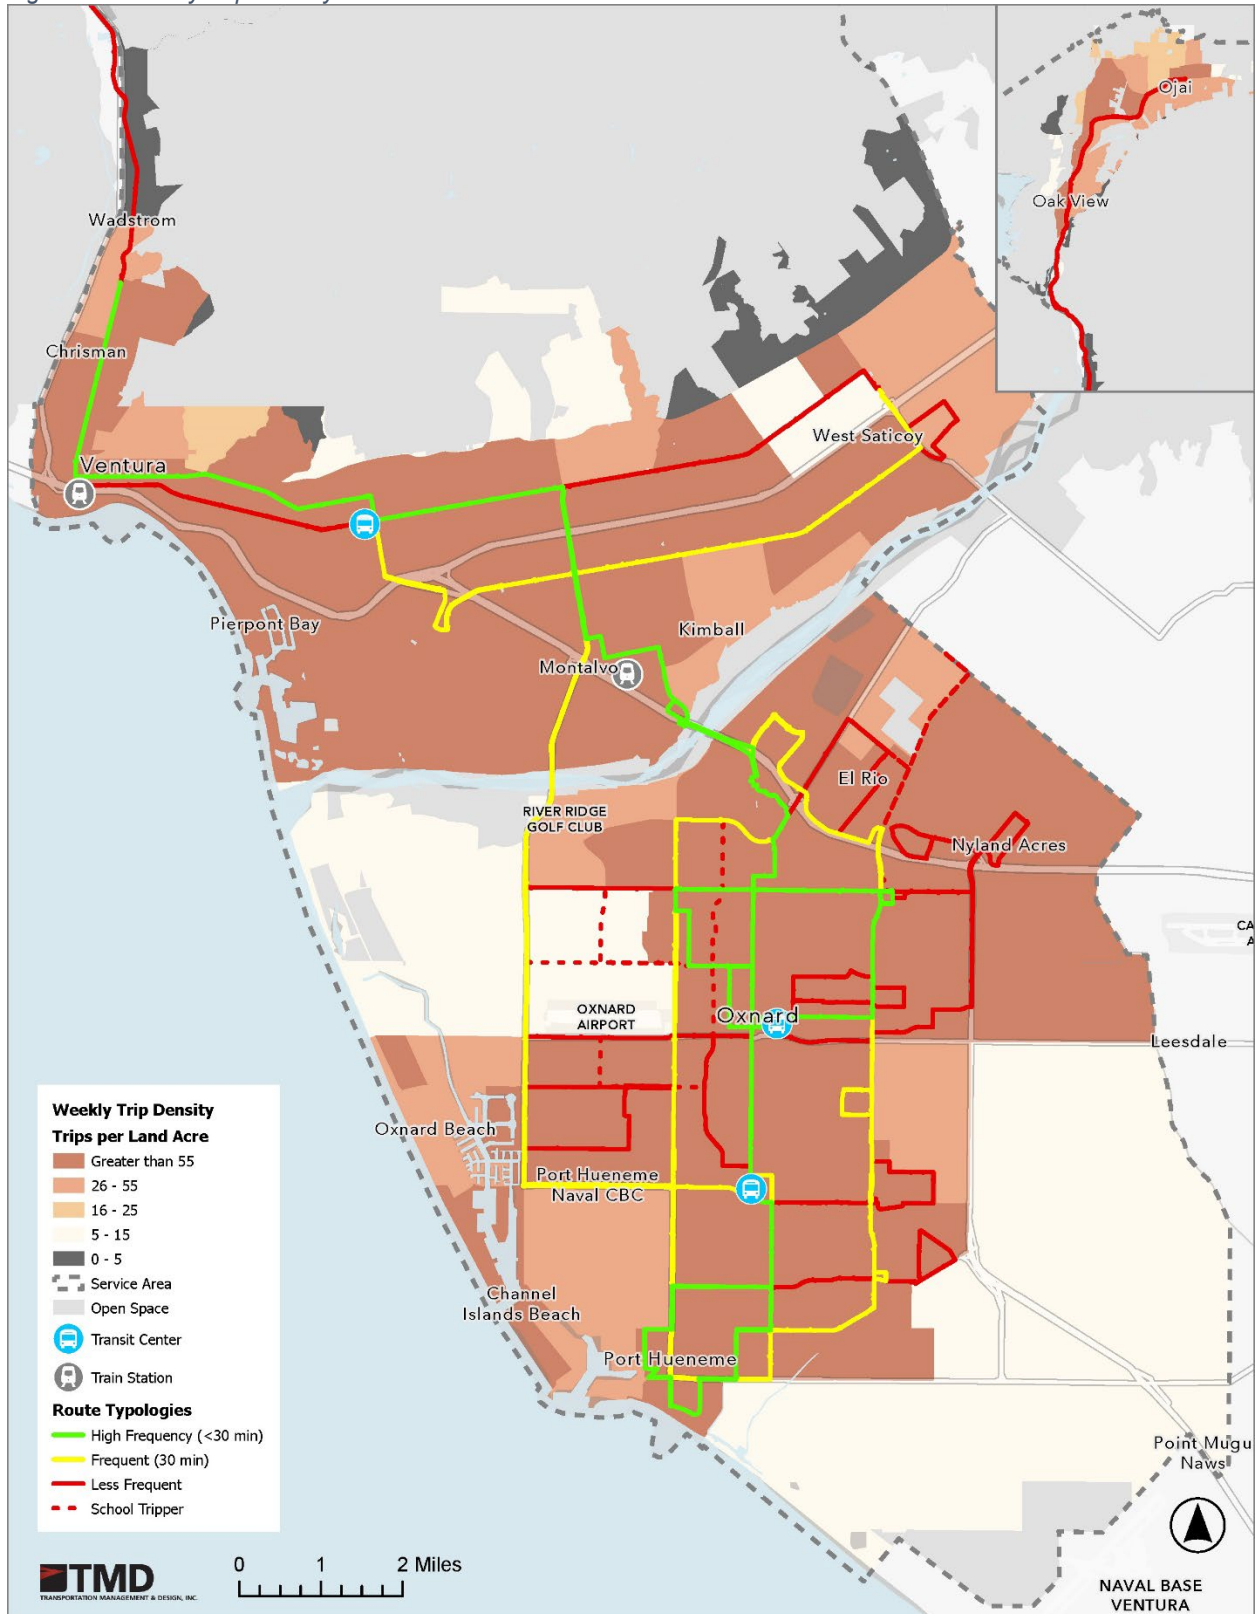 Ojai
Oak View
Wadstrom
Chrisman
Ventura
West Saticoy
Pierpont Bay
Kimball
Montalvo
El Rio
RIVER RIDGE
GOLF CLUB
Nyland Acres
CA
A
OXNARD
AIRPORT
Oxnard
Leesdale
Oxnard Beach
Port Hueneme
Naval CBC
Channel
Islands Beach
Port Hueneme
Point Mugu
Naws
NAVAL BASE
VENTURA
Weekly Trip Density
Trips per Land Acre
Greater than 55
26 - 55
16 - 25
5 - 15
0 - 5
Service Area
Open Space
Transit Center
Train Station
Route Typologies
High Frequency (<30 min)
Frequent (30 min)
Less Frequent
School Tripper
TMD
TRANSPORTATION MANAGEMENT & DESIGN, INC.
0 1 2 Miles